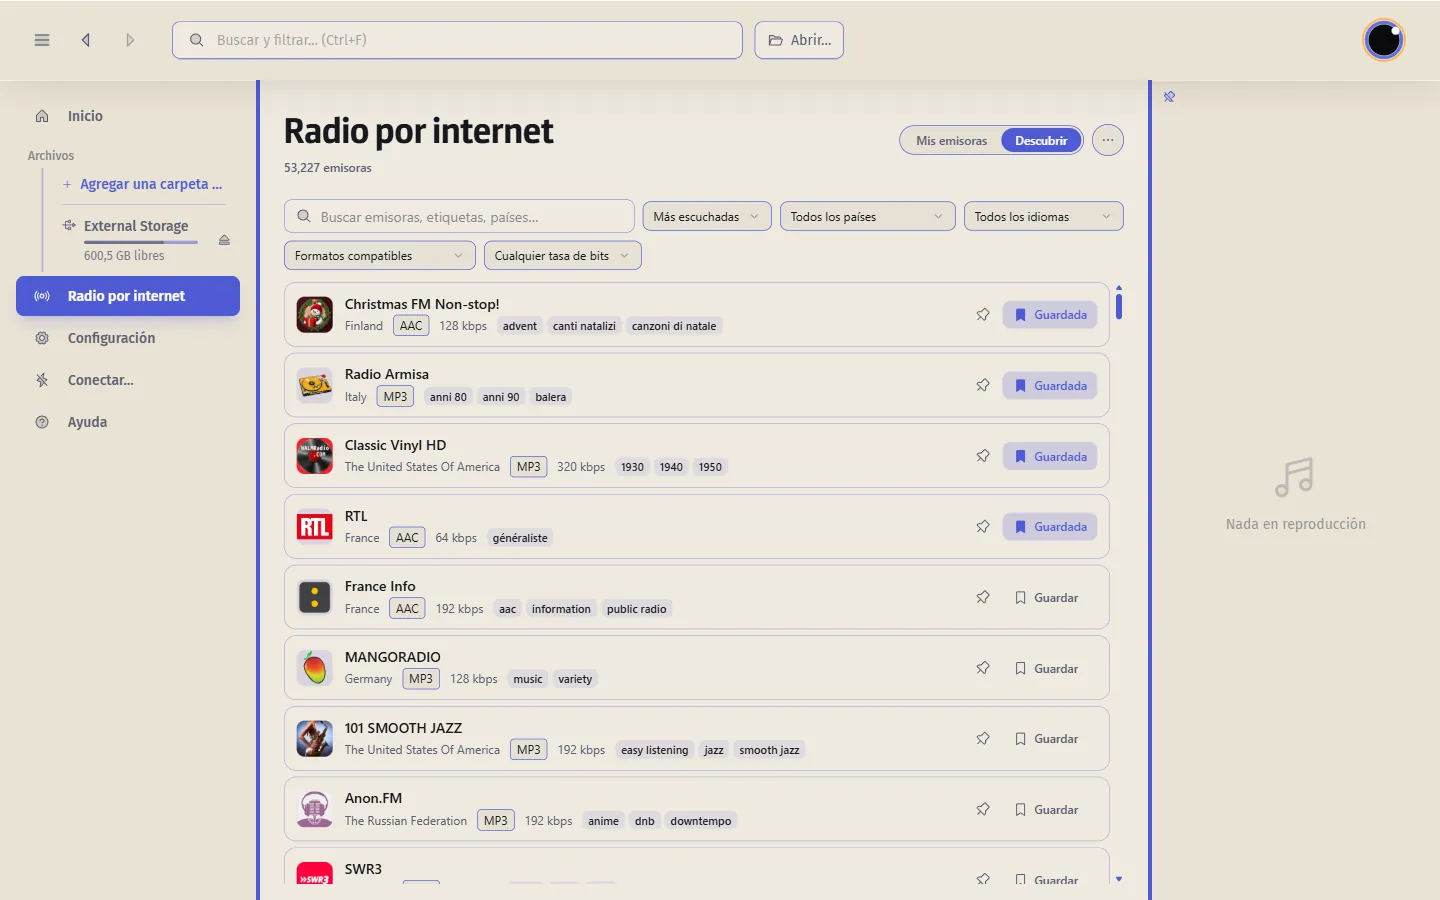 Buscar y filtrar... (Ctrl+F)
Abrir...
Inicio
Archivos
+ Agregar una carpeta ...
External Storage
600,5 GB libres
Radio por internet
Configuración
Conectar...
Ayuda
Radio por internet
53,227 emisoras
Mis emisoras
Descubrir
Buscar emisoras, etiquetas, países...
Más escuchadas
Todos los países
Todos los idiomas
Formatos compatibles
Cualquier tasa de bits
Christmas FM Non-stop!
Finland AAC 128 kbps advent canti natalizi canzoni di natale
Guardada
Radio Armisa
Italy MP3 anni 80 anni 90 balera
Guardada
Classic Vinyl HD
The United States Of America MP3 320 kbps 1930 1940 1950
Guardada
RTL
RTL
France AAC 64 kbps généraliste
Guardada
France Info
France AAC 192 kbps aac information public radio
Guardar
MANGORADIO
Germany MP3 128 kbps music variety
Guardar
101 SMOOTH JAZZ
The United States Of America MP3 192 kbps easy listening jazz smooth jazz
Guardar
Anon.FM
The Russian Federation MP3 192 kbps anime dnb downtempo
Guardar
SWR3
SWR3
Guardar
Nada en reproducción